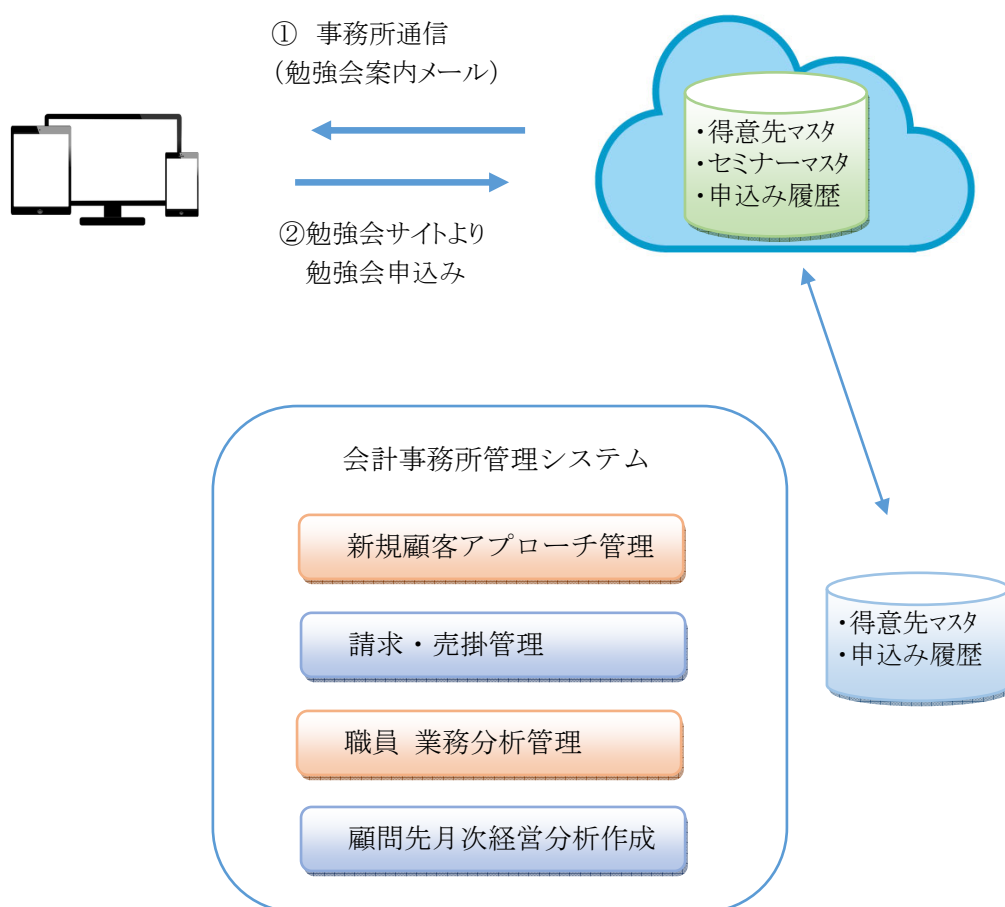 ① 事務所通信
（勉強会案内メール）
・得意先マスタ
・セミナーマスタ
・申込み履歴
②勉強会サイトより
勉強会申込み
会計事務所管理システム
新規顧客アプローチ管理
請求・売掛管理
職員 業務分析管理
顧問先月次経営分析作成
・得意先マスタ
・申込み履歴